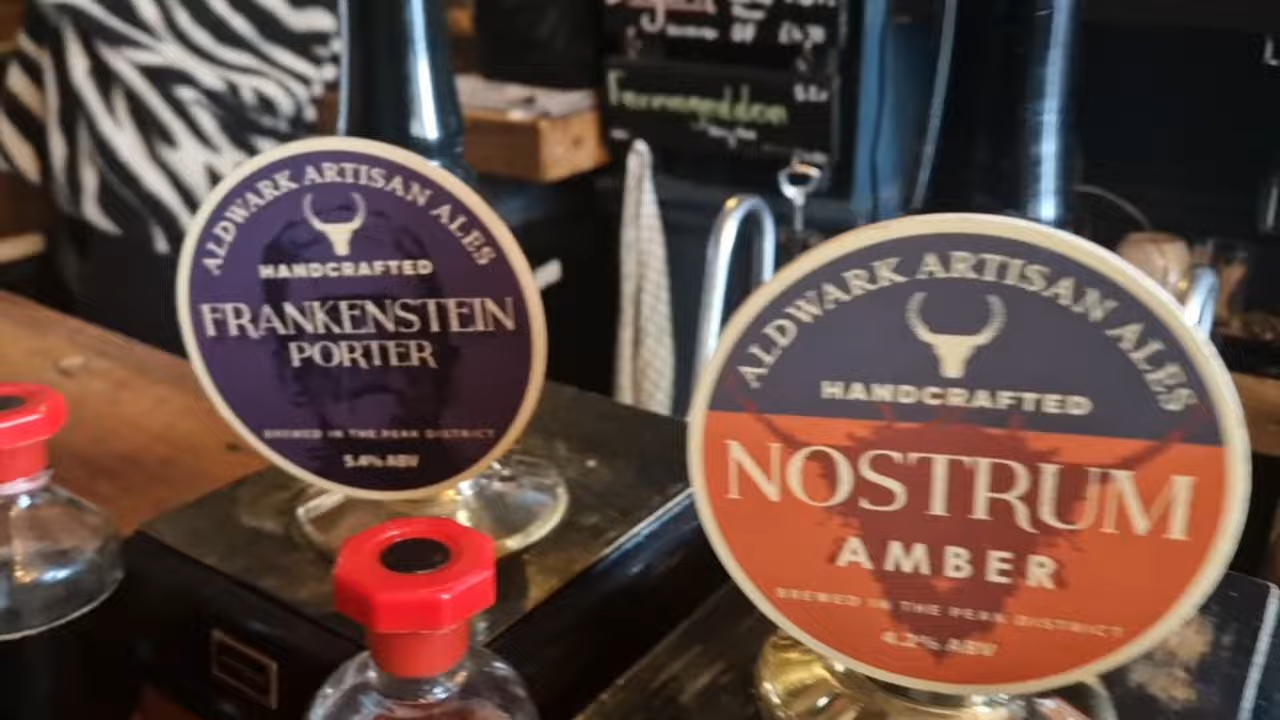 ALDWARK ARTISAN ALES
HANDCRAFTED
FRANKENSTEIN
PORTER
BREWED IN THE PEAK DISTRICT
5.4% ABV
ALDWARK ARTISAN ALES
HANDCRAFTED
NOSTRUM
AMBER
BREWED IN THE PEAK DISTRICT
4.2% ABV
Fermageddon